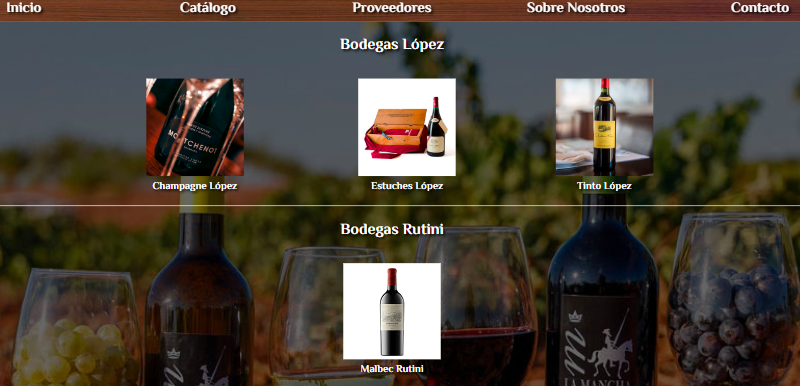 Inicio
Catálogo
Proveedores
Sobre Nosotros
Contacto
Bodegas López
MONTCHENOT
Champagne López
Estuches López
Tinto López
Bodegas Rutini
Malbec Rutini
m
LA MANCHA